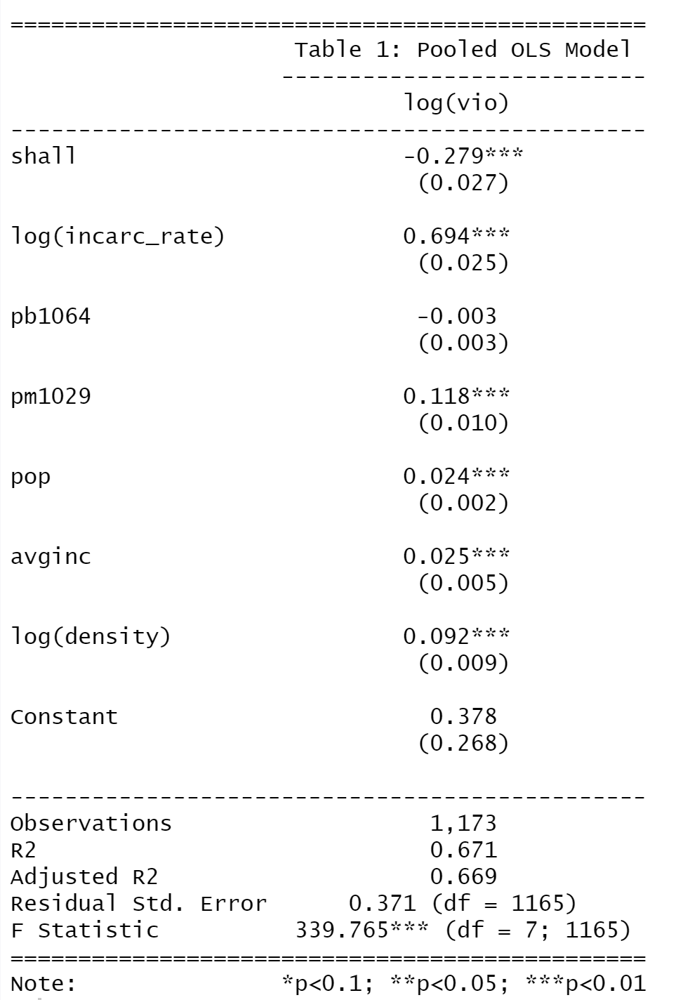 ===============================================
Table 1: Pooled OLS Model
---------------------------
log(vio)
-----------------------------------------------
shall -0.279***
(0.027)
log(incarc_rate) 0.694***
(0.025)
pb1064 -0.003
(0.003)
pm1029 0.118***
(0.010)
pop 0.024***
(0.002)
avginc 0.025***
(0.005)
log(density) 0.092***
(0.009)
Constant 0.378
(0.268)
-----------------------------------------------
Observations 1,173
R2 0.671
Adjusted R2 0.669
Residual Std. Error 0.371 (df = 1165)
F Statistic 339.765*** (df = 7; 1165)
===============================================
Note: *p<0.1; **p<0.05; ***p<0.01